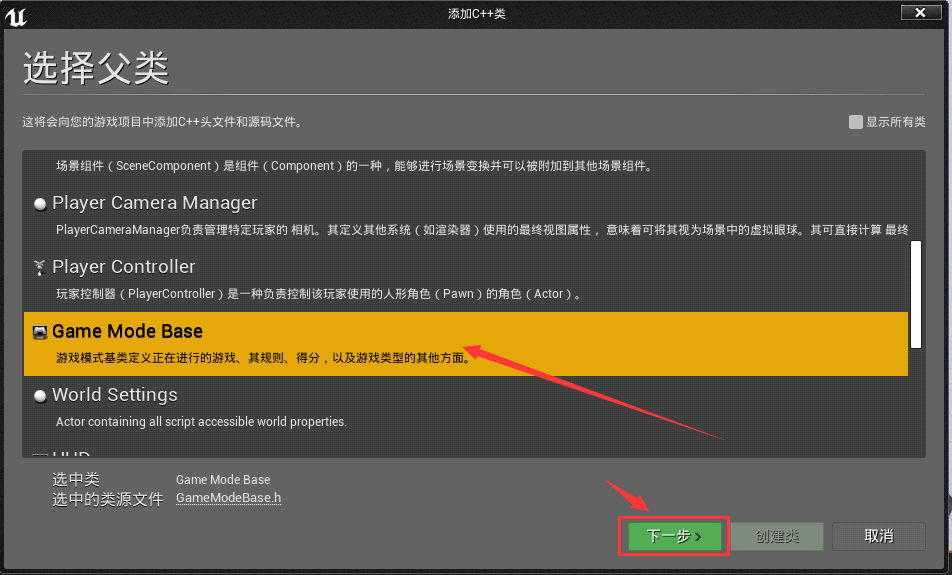 添加C++类
选择父类
这将会向您的游戏项目中添加C++头文件和源码文件。
显示所有类
场景组件（SceneComponent）是组件（Component）的一种，能够进行场景变换并可以被附加到其他场景组件。
Player Camera Manager
PlayerCameraManager负责管理特定玩家的 相机。其定义其他系统（如渲染器）使用的最终视图属性， 意味着可将其视为场景中的虚拟眼球。其可直接计算 最终
Player Controller
玩家控制器（PlayerController）是一种负责控制该玩家使用的人形角色（Pawn）的角色（Actor）。
Game Mode Base
游戏模式基类定义正在进行的游戏、其规则、得分，以及游戏类型的其他方面。
World Settings
Actor containing all script accessible world properties.
HUD
选中类 Game Mode Base
选中的类源文件 GameModeBase.h
下一步 >
创建类
取消